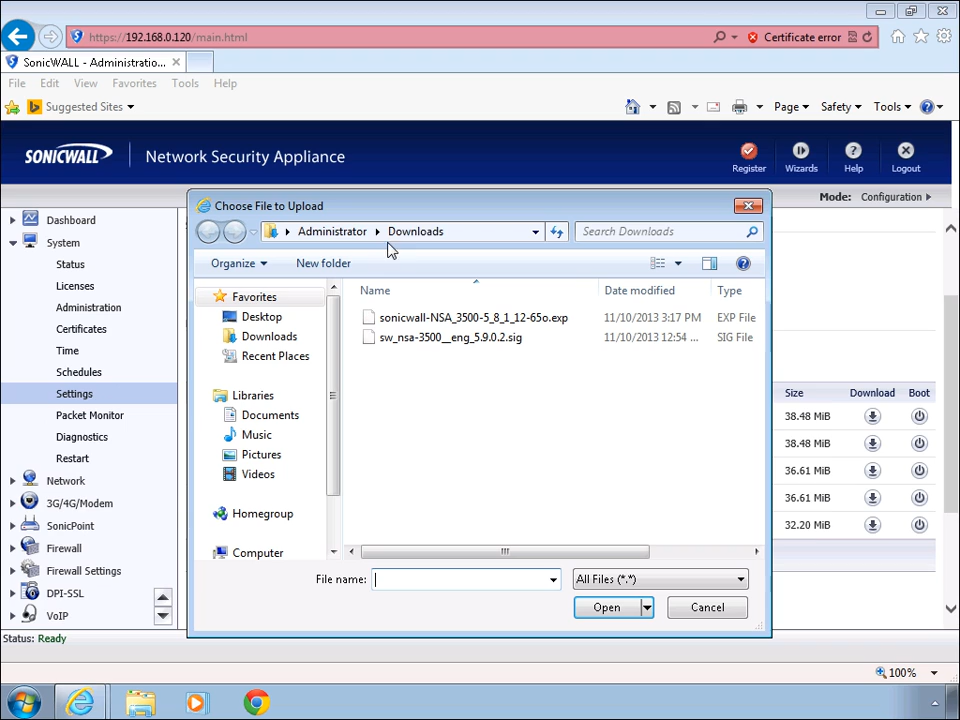 https://192.168.0.120/main.html
Certificate error
SonicWALL - Administratio...
File Edit View Favorites Tools Help
Suggested Sites
Page Safety Tools
SONICWALL Network Security Appliance
Register Wizards Help Logout
Mode: Configuration
Dashboard
System
Status
Licenses
Administration
Certificates
Time
Schedules
Settings
Packet Monitor
Diagnostics
Restart
Network
3G/4G/Modem
SonicPoint
Firewall
Firewall Settings
DPI-SSL
VoIP
Status: Ready
Choose File to Upload
Administrator Downloads
Search Downloads
Organize New folder
Favorites
Desktop
Downloads
Recent Places
Libraries
Documents
Music
Pictures
Videos
Homegroup
Computer
Name Date modified Type
sonicwall-NSA_3500-5_8_1_12-65o.exp 11/10/2013 3:17 PM EXP File
sw_nsa-3500__eng_5.9.0.2.sig 11/10/2013 12:54 ... SIG File
File name: All Files (*.*)
Open Cancel
Size Download Boot
38.48 MiB
38.48 MiB
36.61 MiB
36.61 MiB
32.20 MiB
100%